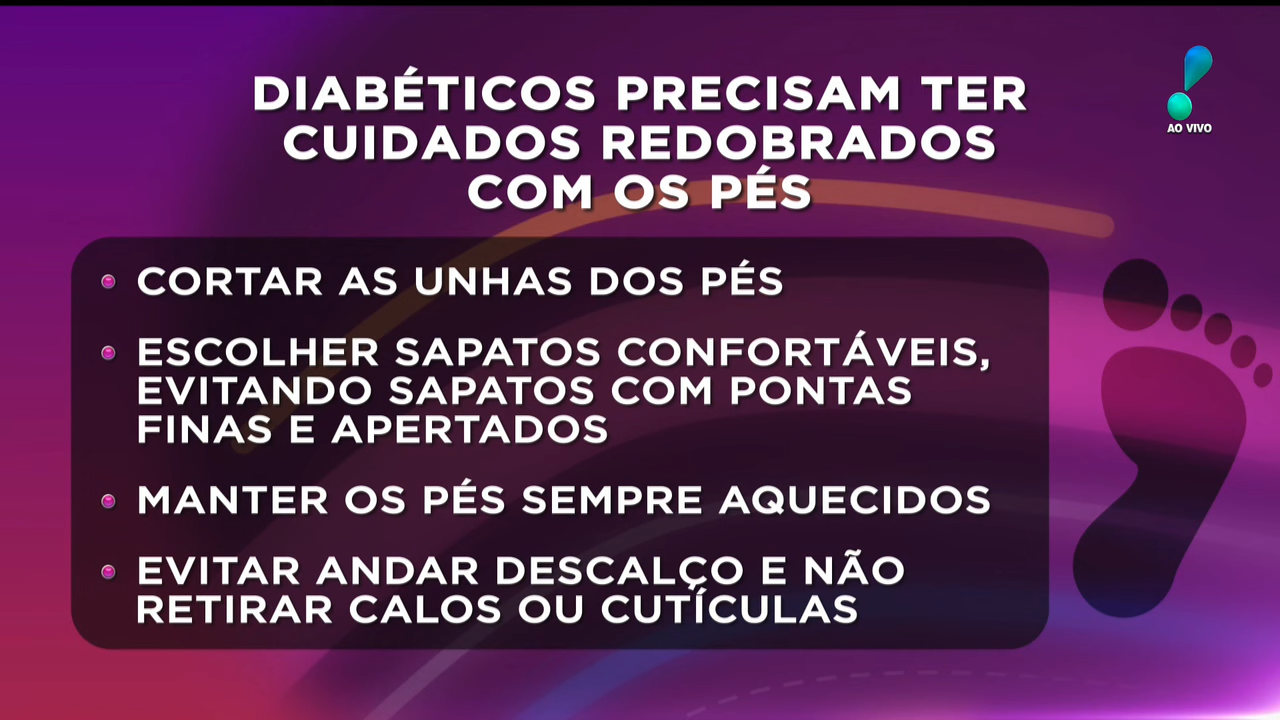 DIABÉTICOS PRECISAM TER
CUIDADOS REDOBRADOS
COM OS PÉS
AO VIVO
CORTAR AS UNHAS DOS PÉS
ESCOLHER SAPATOS CONFORTÁVEIS,
EVITANDO SAPATOS COM PONTAS
FINAS E APERTADOS
MANTER OS PÉS SEMPRE AQUECIDOS
EVITAR ANDAR DESCALÇO E NÃO
RETIRAR CALOS OU CUTÍCULAS